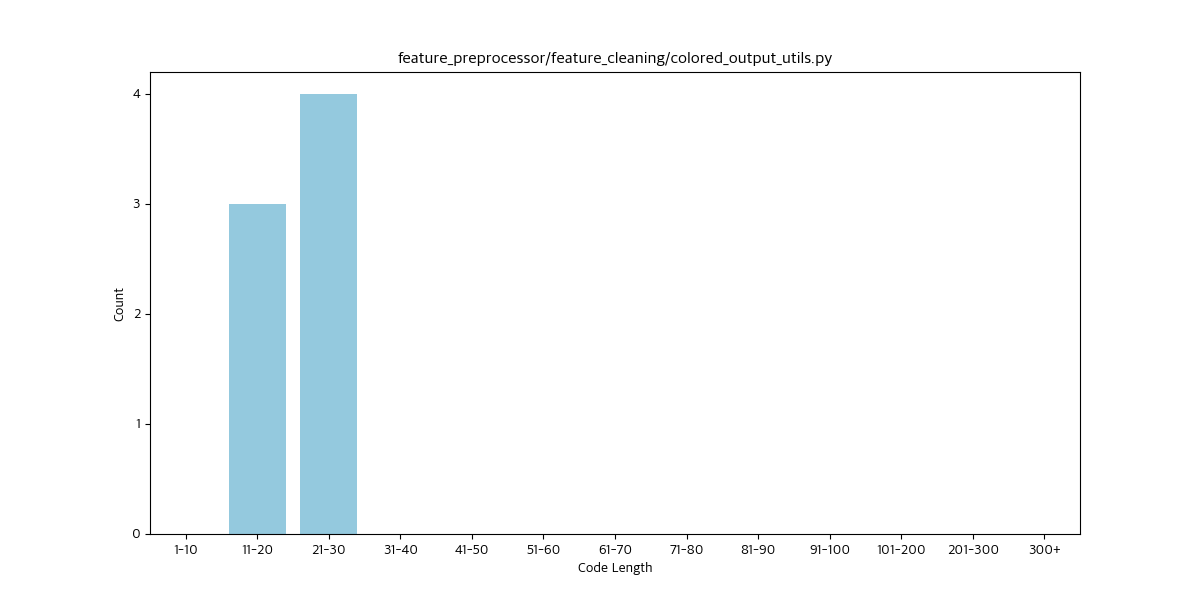 feature_preprocessor/feature_cleaning/colored_output_utils.py
4
3
2
1
0
Count
1-10 11-20 21-30 31-40 41-50 51-60 61-70 71-80 81-90 91-100 101-200 201-300 300+
Code Length